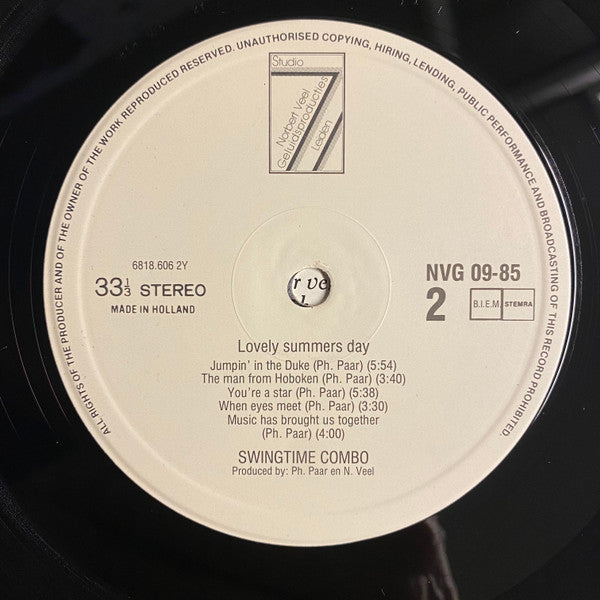 ALL RIGHTS OF THE PRODUCER AND OF THE OWNER OF THE WORK REPRODUCED RESERVED. UNAUTHORISED COPYING, HIRING, LENDING, PUBLIC PERFORMANCE AND BROADCASTING OF THIS RECORD PROHIBITED.
Studio
7
Norbert Veel
Geluidsproducties
Leiden
6818.606 2Y
33⅓ STEREO
MADE IN HOLLAND
NVG 09-85
2
B.I.E.M. STEMRA
r ve
Lovely summers day
Jumpin' in the Duke (Ph. Paar) (5:54)
The man from Hoboken (Ph. Paar) (3:40)
You're a star (Ph. Paar) (5:38)
When eyes meet (Ph. Paar) (3:30)
Music has brought us together
(Ph. Paar) (4:00)
SWINGTIME COMBO
Produced by: Ph. Paar en N. Veel